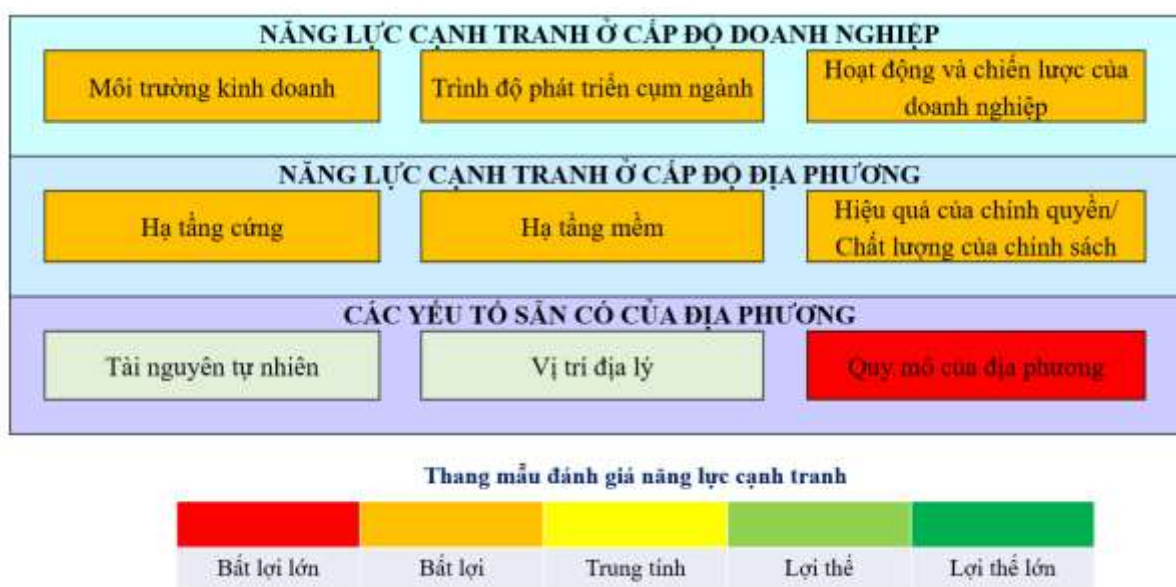 NĂNG LỰC CẠNH TRANH Ở CẤP ĐỘ DOANH NGHIỆP
Môi trường kinh doanh
Trình độ phát triển cụm ngành
Hoạt động và chiến lược của
doanh nghiệp
NĂNG LỰC CẠNH TRANH Ở CẤP ĐỘ ĐỊA PHƯƠNG
Hạ tầng cứng
Hạ tầng mềm
Hiệu quả của chính quyền/
Chất lượng của chính sách
CÁC YẾU TỐ SẴN CÓ CỦA ĐỊA PHƯƠNG
Tài nguyên tự nhiên
Vị trí địa lý
Quy mô của địa phương
Thang mẫu đánh giá năng lực cạnh tranh
Bất lợi lớn
Bất lợi
Trung tính
Lợi thế
Lợi thế lớn